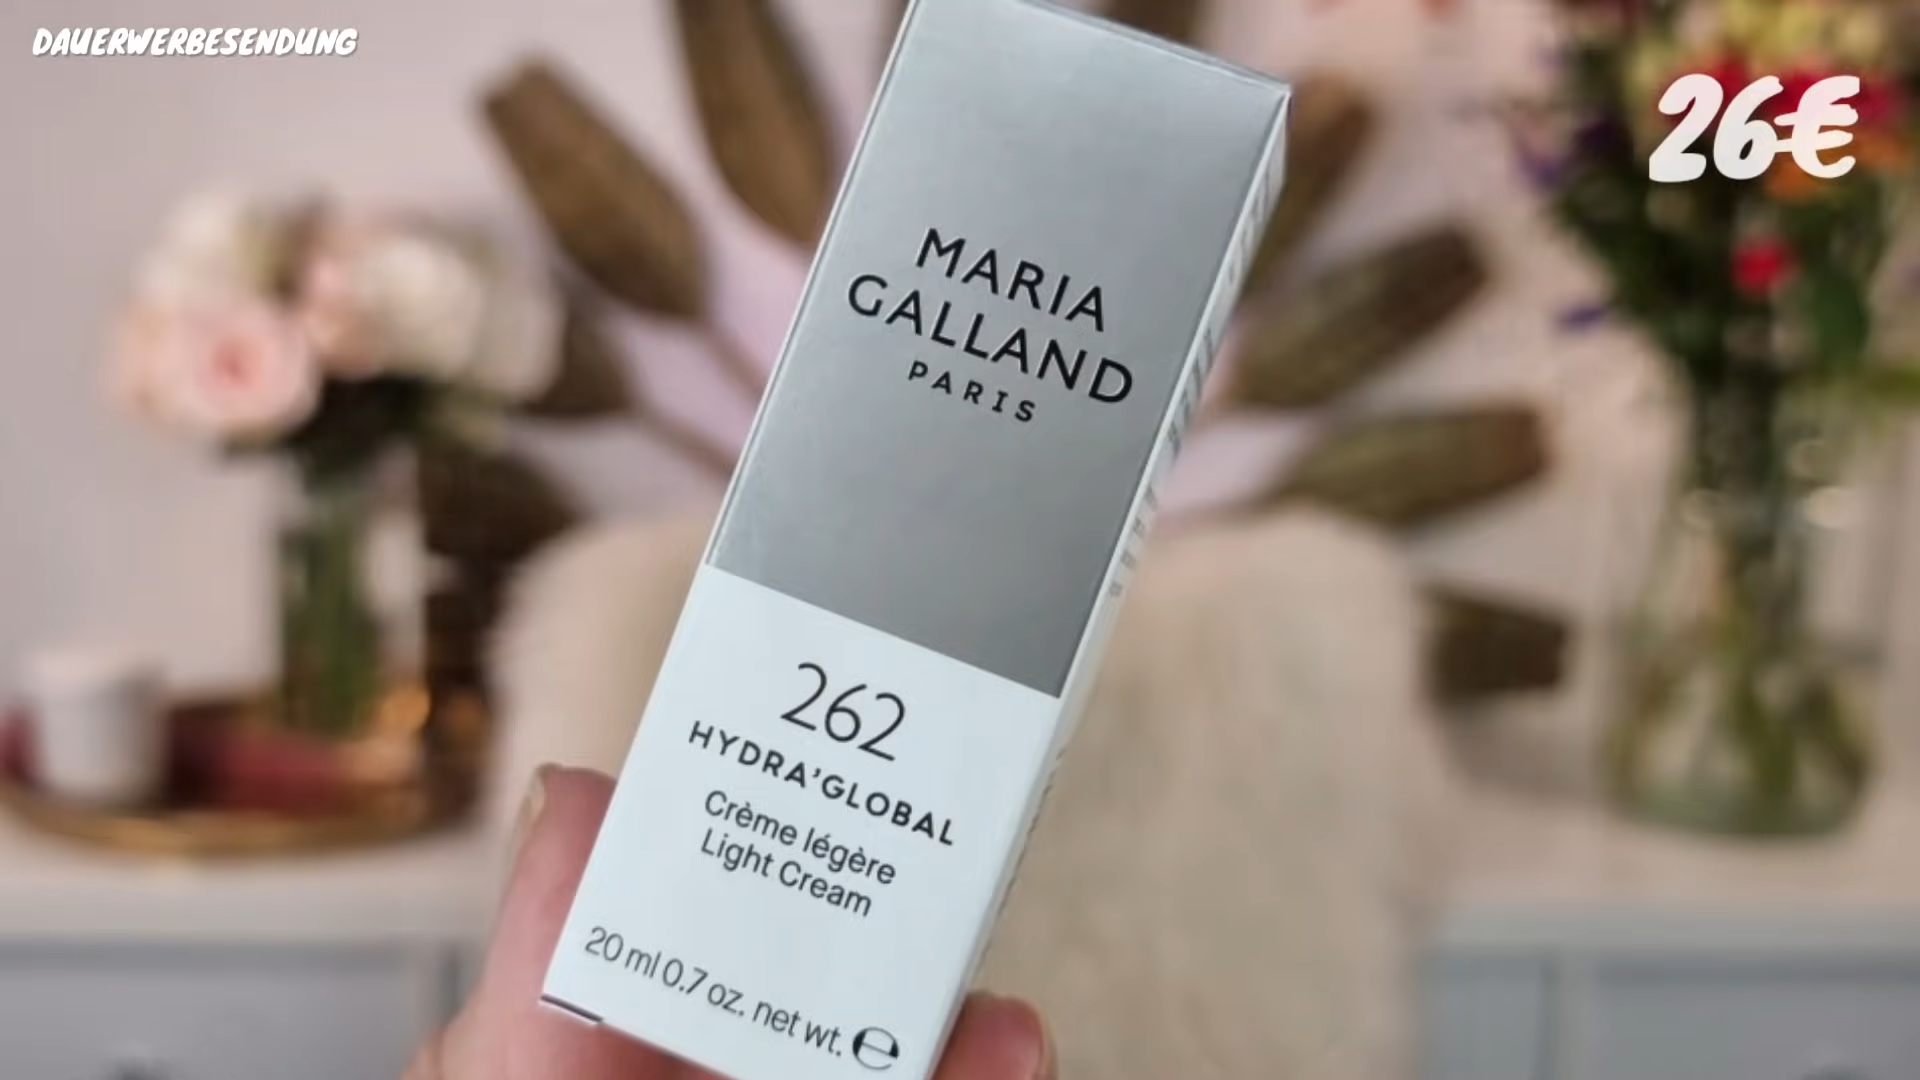 DAUERWERBESENDUNG
26€
MARIA
GALLAND
PARIS
262
HYDRA'GLOBAL
Crème légère
Light Cream
20 ml 0.7 oz. net wt. ℮